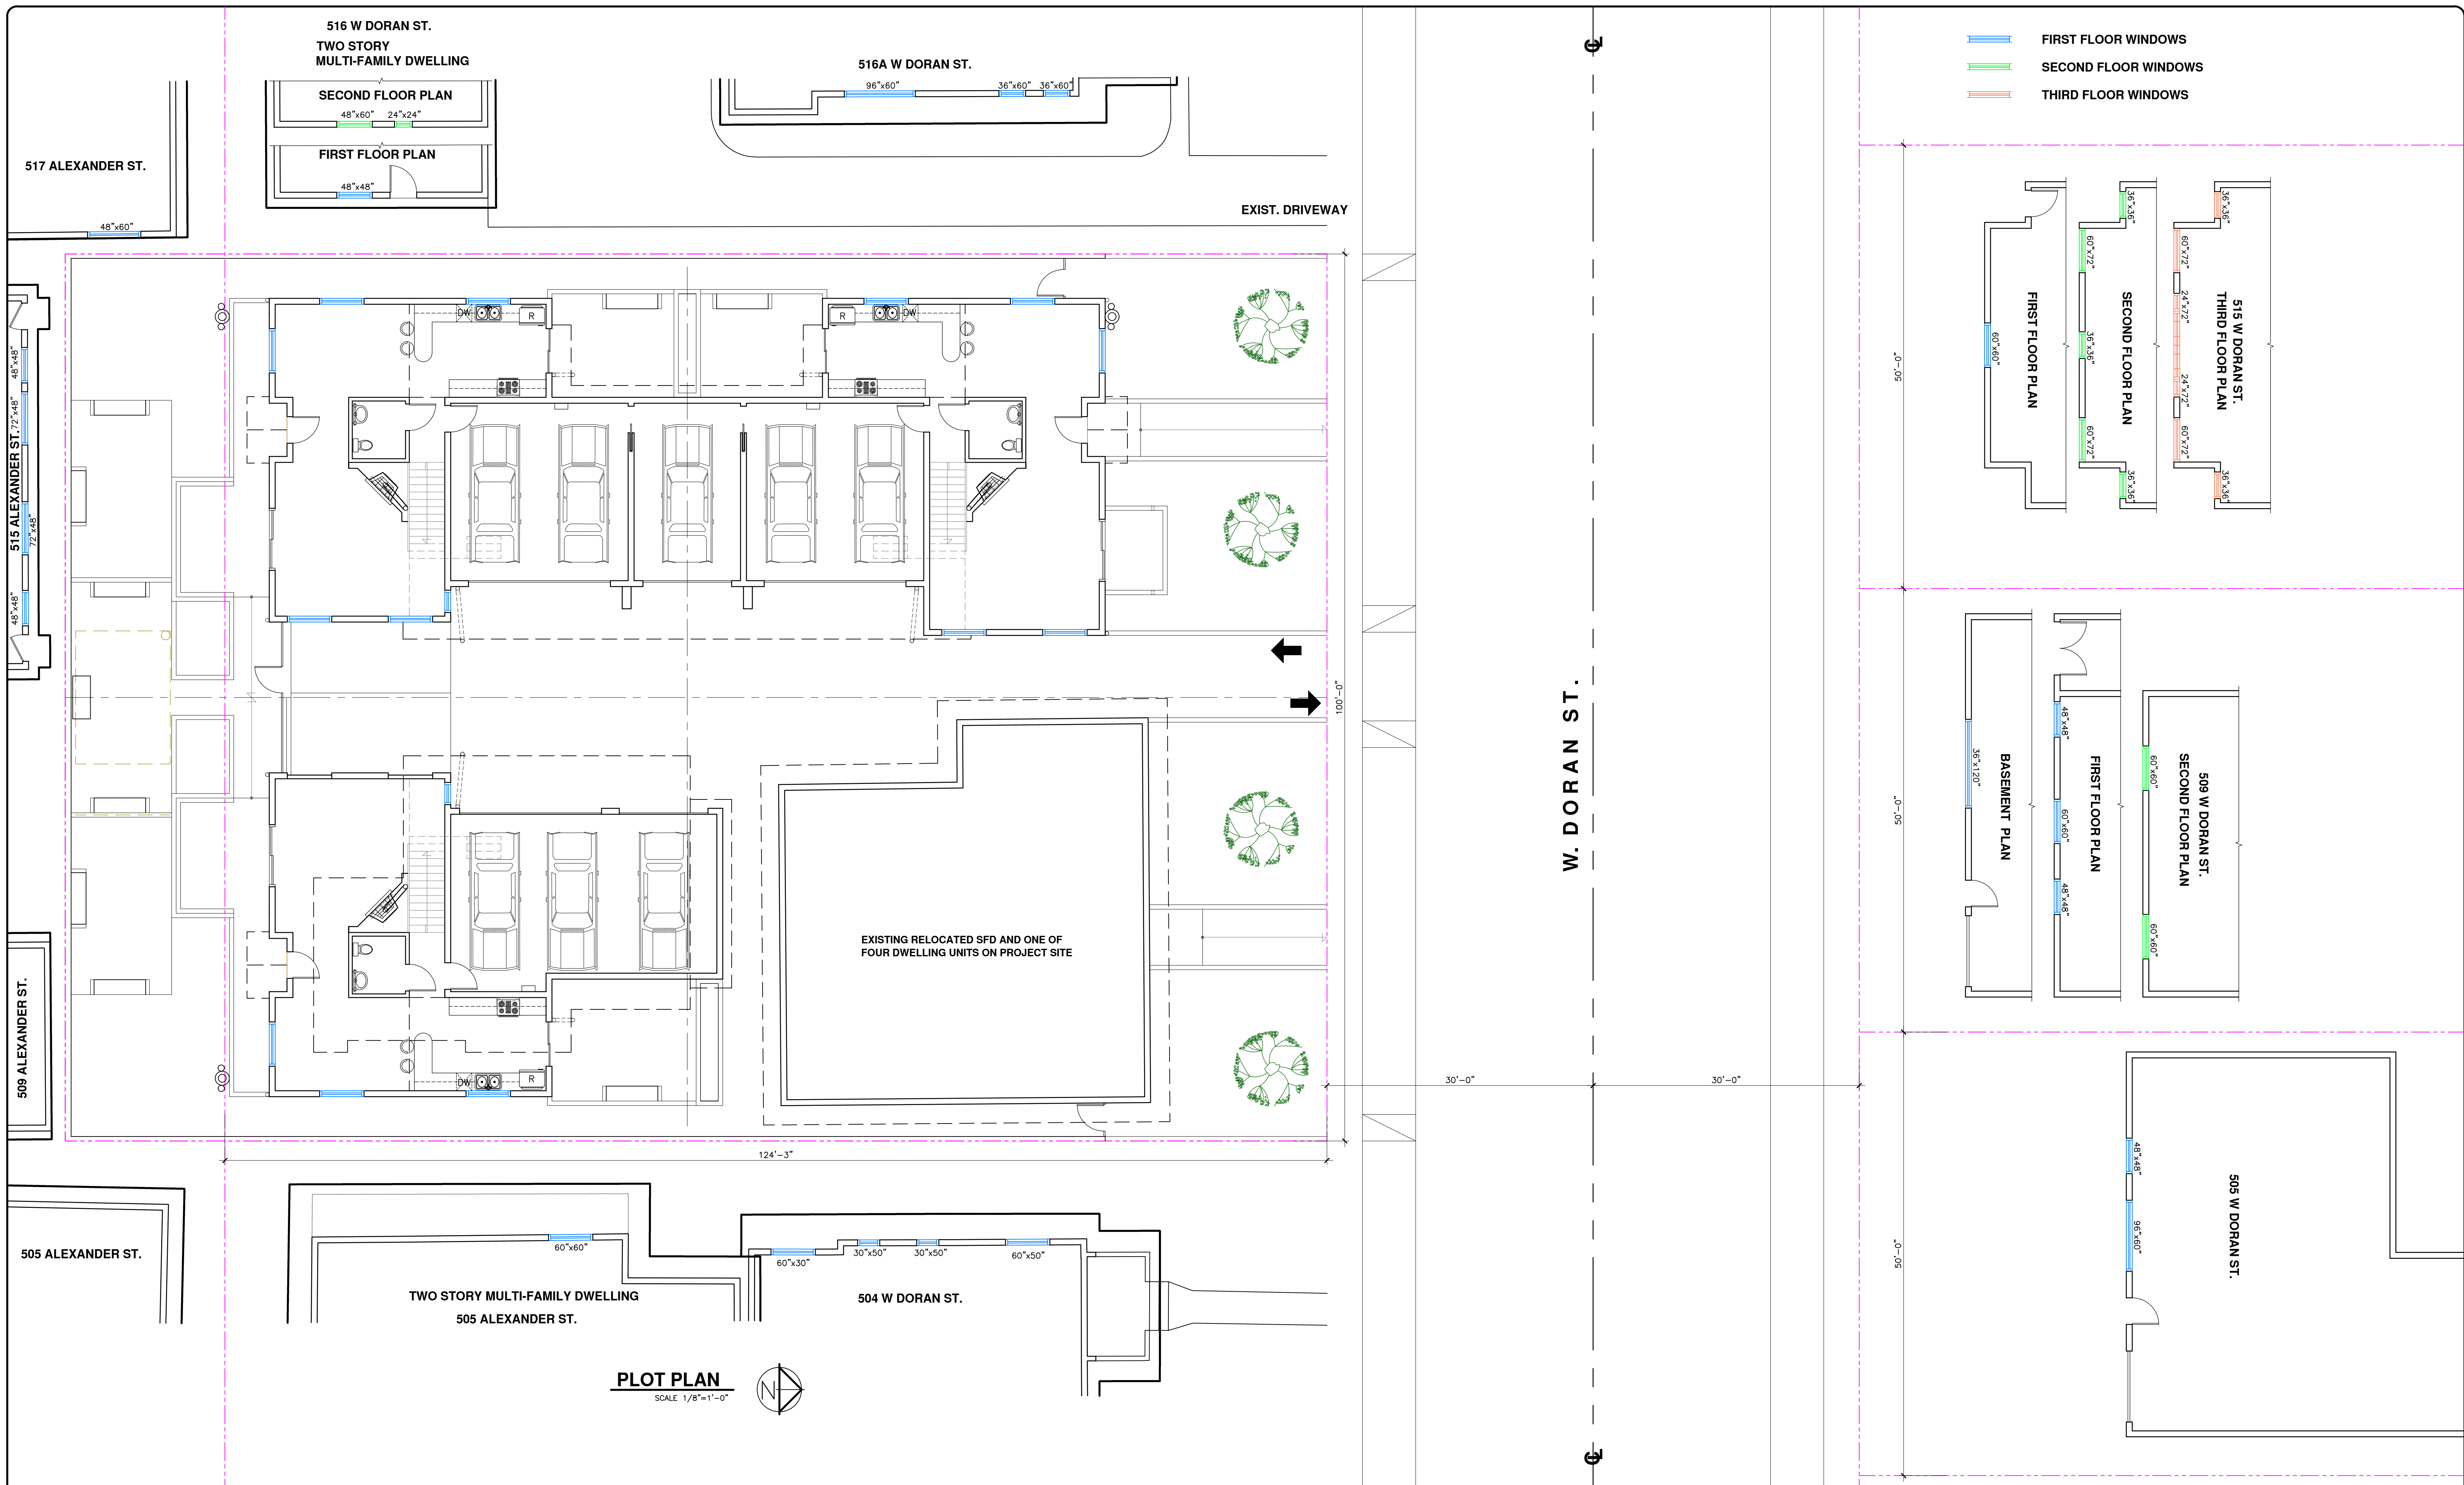 516 W DORAN ST.
TWO STORY
MULTI-FAMILY DWELLING
SECOND FLOOR PLAN
48"x60"
24"x24"
FIRST FLOOR PLAN
48"x48"
517 ALEXANDER ST.
48"x60"
516A W DORAN ST.
96"x60"
36"x60"
36"x60"
EXIST. DRIVEWAY
FIRST FLOOR WINDOWS
SECOND FLOOR WINDOWS
THIRD FLOOR WINDOWS
515 ALEXANDER ST.
48"x48"
72"x48"
72"x48"
48"x48"
509 ALEXANDER ST.
DW
R
R
DW
DW
R
EXISTING RELOCATED SFD AND ONE OF
FOUR DWELLING UNITS ON PROJECT SITE
100'-0"
124'-3"
W. DORAN ST.
30'-0"
30'-0"
50'-0"
50'-0"
50'-0"
FIRST FLOOR PLAN
60"x60"
SECOND FLOOR PLAN
36"x36"
60"x72"
36"x36"
60"x72"
36"x36"
515 W DORAN ST.
THIRD FLOOR PLAN
36"x36"
60"x72"
24"x72"
24"x72"
60"x72"
36"x36"
BASEMENT PLAN
36"x120"
FIRST FLOOR PLAN
48"x48"
60"x60"
48"x48"
509 W DORAN ST.
SECOND FLOOR PLAN
60"x60"
60"x60"
505 W DORAN ST.
48"x48"
96"x60"
505 ALEXANDER ST.
60"x60"
TWO STORY MULTI-FAMILY DWELLING
505 ALEXANDER ST.
60"x30"
30"x50"
30"x50"
60"x50"
504 W DORAN ST.
PLOT PLAN
SCALE 1/8"=1'-0"
N